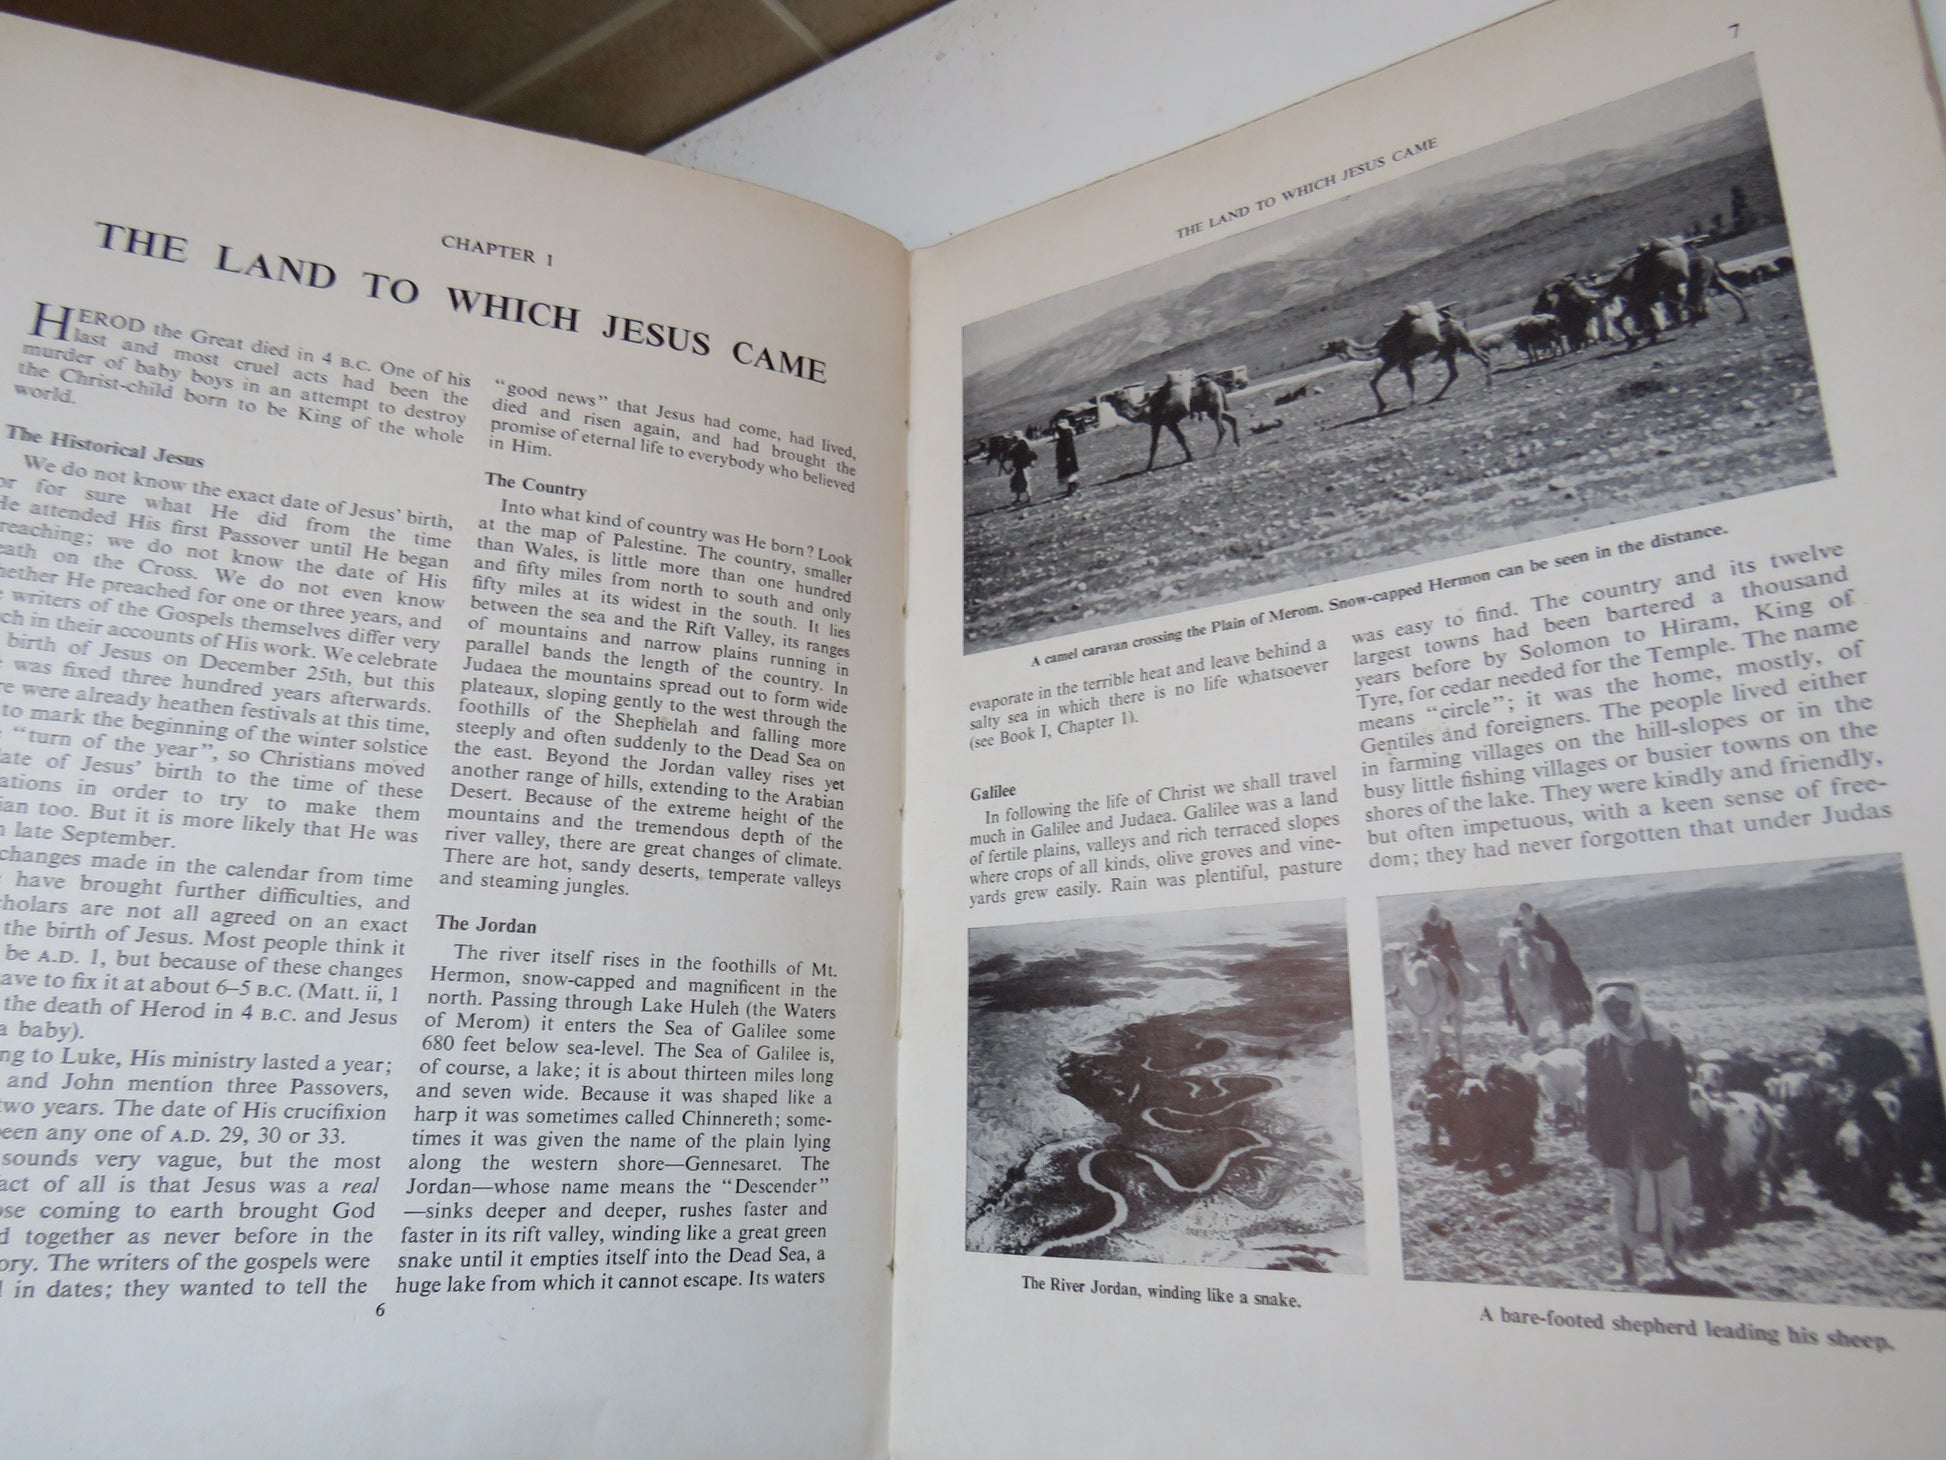 CHAPTER 1
THE LAND TO WHICH JESUS CAME
HEROD the Great died in 4 B.C. One of his
last and most cruel acts had been the
murder of baby boys in an attempt to destroy
the Christ-child born to be King of the whole
world.
The Historical Jesus
We do not know the exact date of Jesus' birth,
or for sure what He did from the time
He attended His first Passover until He began
preaching; we do not know the date of His
death on the Cross. We do not even know
whether He preached for one or three years, and
writers of the Gospels themselves differ very
in their accounts of His work. We celebrate
birth of Jesus on December 25th, but this
was fixed three hundred years afterwards.
were already heathen festivals at this time,
to mark the beginning of the winter solstice
"turn of the year", so Christians moved
of Jesus' birth to the time of these
in order to try to make them
too. But it is more likely that He was
late September.
changes made in the calendar from time
have brought further difficulties, and
are not all agreed on an exact
the birth of Jesus. Most people think it
be A.D. 1, but because of these changes
to fix it at about 6–5 B.C. (Matt. ii, 1
the death of Herod in 4 B.C. and Jesus
a baby).
to Luke, His ministry lasted a year;
and John mention three Passovers,
two years. The date of His crucifixion
any one of A.D. 29, 30 or 33.
sounds very vague, but the most
of all is that Jesus was a real
coming to earth brought God
together as never before in the
The writers of the gospels were
in dates; they wanted to tell the
"good news" that Jesus had come, had lived,
died and risen again, and had brought the
promise of eternal life to everybody who believed
in Him.
The Country
Into what kind of country was He born? Look
at the map of Palestine. The country, smaller
than Wales, is little more than one hundred
and fifty miles from north to south and only
fifty miles at its widest in the south. It lies
between the sea and the Rift Valley, its ranges
of mountains and narrow plains running in
parallel bands the length of the country. In
Judaea the mountains spread out to form wide
plateaux, sloping gently to the west through the
foothills of the Shephelah and falling more
steeply and often suddenly to the Dead Sea on
the east. Beyond the Jordan valley rises yet
another range of hills, extending to the Arabian
Desert. Because of the extreme height of the
mountains and the tremendous depth of the
river valley, there are great changes of climate.
There are hot, sandy deserts, temperate valleys
and steaming jungles.
The Jordan
The river itself rises in the foothills of Mt.
Hermon, snow-capped and magnificent in the
north. Passing through Lake Huleh (the Waters
of Merom) it enters the Sea of Galilee some
680 feet below sea-level. The Sea of Galilee is,
of course, a lake; it is about thirteen miles long
and seven wide. Because it was shaped like a
harp it was sometimes called Chinnereth; some-
times it was given the name of the plain lying
along the western shore—Gennesaret. The
Jordan—whose name means the "Descender"
—sinks deeper and deeper, rushes faster and
faster in its rift valley, winding like a great green
snake until it empties itself into the Dead Sea, a
huge lake from which it cannot escape. Its waters
6
7
THE LAND TO WHICH JESUS CAME
A camel caravan crossing the Plain of Merom. Snow-capped Hermon can be seen in the distance.
evaporate in the terrible heat and leave behind a
salty sea in which there is no life whatsoever
(see Book I, Chapter 1).
Galilee
In following the life of Christ we shall travel
much in Galilee and Judaea. Galilee was a land
of fertile plains, valleys and rich terraced slopes
where crops of all kinds, olive groves and vine-
yards grew easily. Rain was plentiful, pasture
was easy to find. The country and its twelve
largest towns had been bartered a thousand
years before by Solomon to Hiram, King of
Tyre, for cedar needed for the Temple. The name
means "circle"; it was the home, mostly, of
Gentiles and foreigners. The people lived either
in farming villages on the hill-slopes or in the
busy little fishing villages or busier towns on the
shores of the lake. They were kindly and friendly,
but often impetuous, with a keen sense of free-
dom; they had never forgotten that under Judas
The River Jordan, winding like a snake.
A bare-footed shepherd leading his sheep.